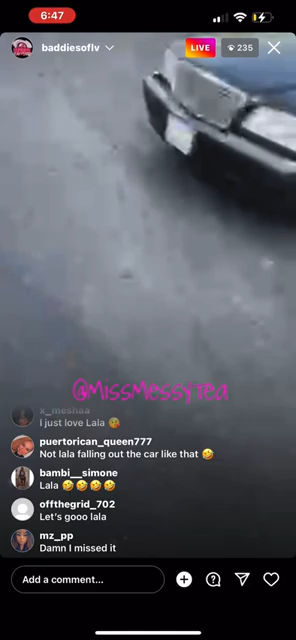 6:47
baddiesoflv
LIVE
235
@MissMessyTea
x_meshaa
I just love Lala 😘
puertorican_queen777
Not lala falling out the car like that 🤣
bambi__simone
Lala 🤣🤣🤣🤣
offthegrid_702
Let's gooo lala
mz_pp
Damn I missed it
Add a comment...